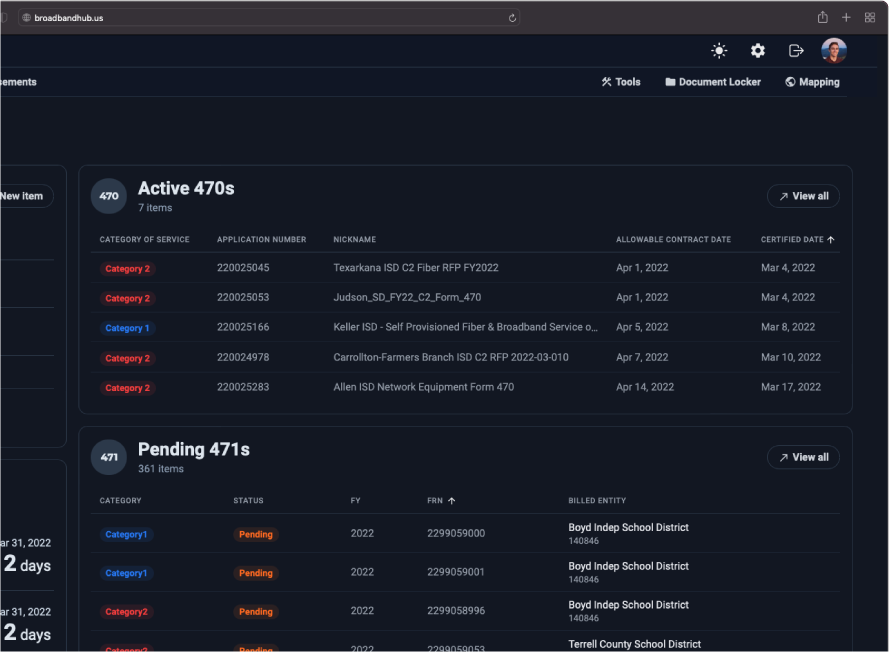 broadbandhub.us
Tools
Document Locker
Mapping
New item
470
Active 470s
7 items
View all
CATEGORY OF SERVICE APPLICATION NUMBER NICKNAME ALLOWABLE CONTRACT DATE CERTIFIED DATE
Category 2 220025045 Texarkana ISD C2 Fiber RFP FY2022 Apr 1, 2022 Mar 4, 2022
Category 2 220025053 Judson_SD_FY22_C2_Form_470 Apr 1, 2022 Mar 4, 2022
Category 1 220025166 Keller ISD - Self Provisioned Fiber & Broadband Service o... Apr 5, 2022 Mar 8, 2022
Category 2 220024978 Carrollton-Farmers Branch ISD C2 RFP 2022-03-010 Apr 7, 2022 Mar 10, 2022
Category 2 220025283 Allen ISD Network Equipment Form 470 Apr 14, 2022 Mar 17, 2022
471
Pending 471s
361 items
View all
CATEGORY STATUS FY FRN BILLED ENTITY
Category1 Pending 2022 2299059000 Boyd Indep School District
140846
Category1 Pending 2022 2299059001 Boyd Indep School District
140846
Category2 Pending 2022 2299058996 Boyd Indep School District
140846
Category2 Pending 2022 2299059053 Terrell County School District
31, 2022
2 days
31, 2022
2 days